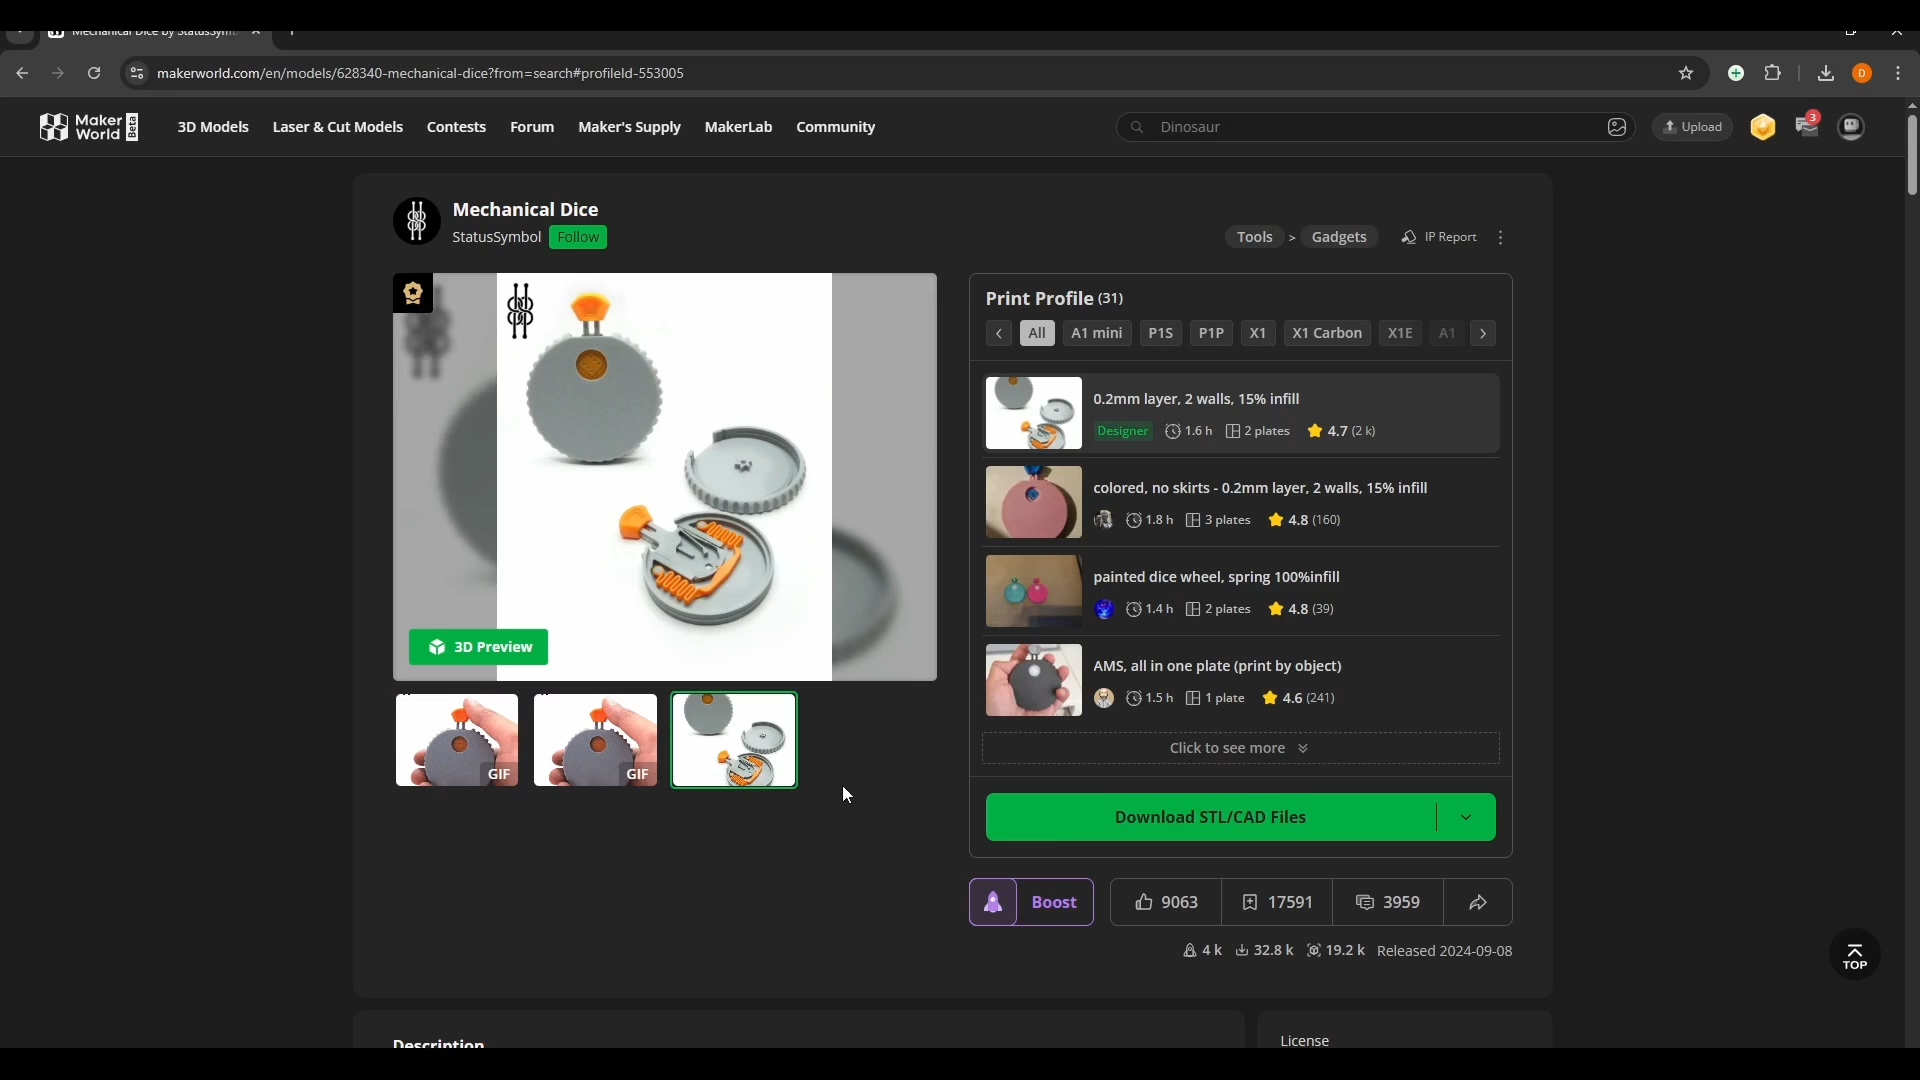 Mechanical Dice by StatusSym
makerworld.com/en/models/628340-mechanical-dice?from=search#profileId-553005
D
Maker World Beta
3D Models
Laser & Cut Models
Contests
Forum
Maker's Supply
MakerLab
Community
Dinosaur
Upload
3
Mechanical Dice
StatusSymbol
Follow
Tools > Gadgets
IP Report
3D Preview
GIF
GIF
Print Profile (31)
All
A1 mini
P1S
P1P
X1
X1 Carbon
X1E
A1
0.2mm layer, 2 walls, 15% infill
Designer 1.6 h 2 plates 4.7 (2 k)
colored, no skirts - 0.2mm layer, 2 walls, 15% infill
1.8 h 3 plates 4.8 (160)
painted dice wheel, spring 100%infill
1.4 h 2 plates 4.8 (39)
AMS, all in one plate (print by object)
1.5 h 1 plate 4.6 (241)
Click to see more
Download STL/CAD Files
Boost
9063
17591
3959
4 k 32.8 k 19.2 k Released 2024-09-08
TOP
Description
License